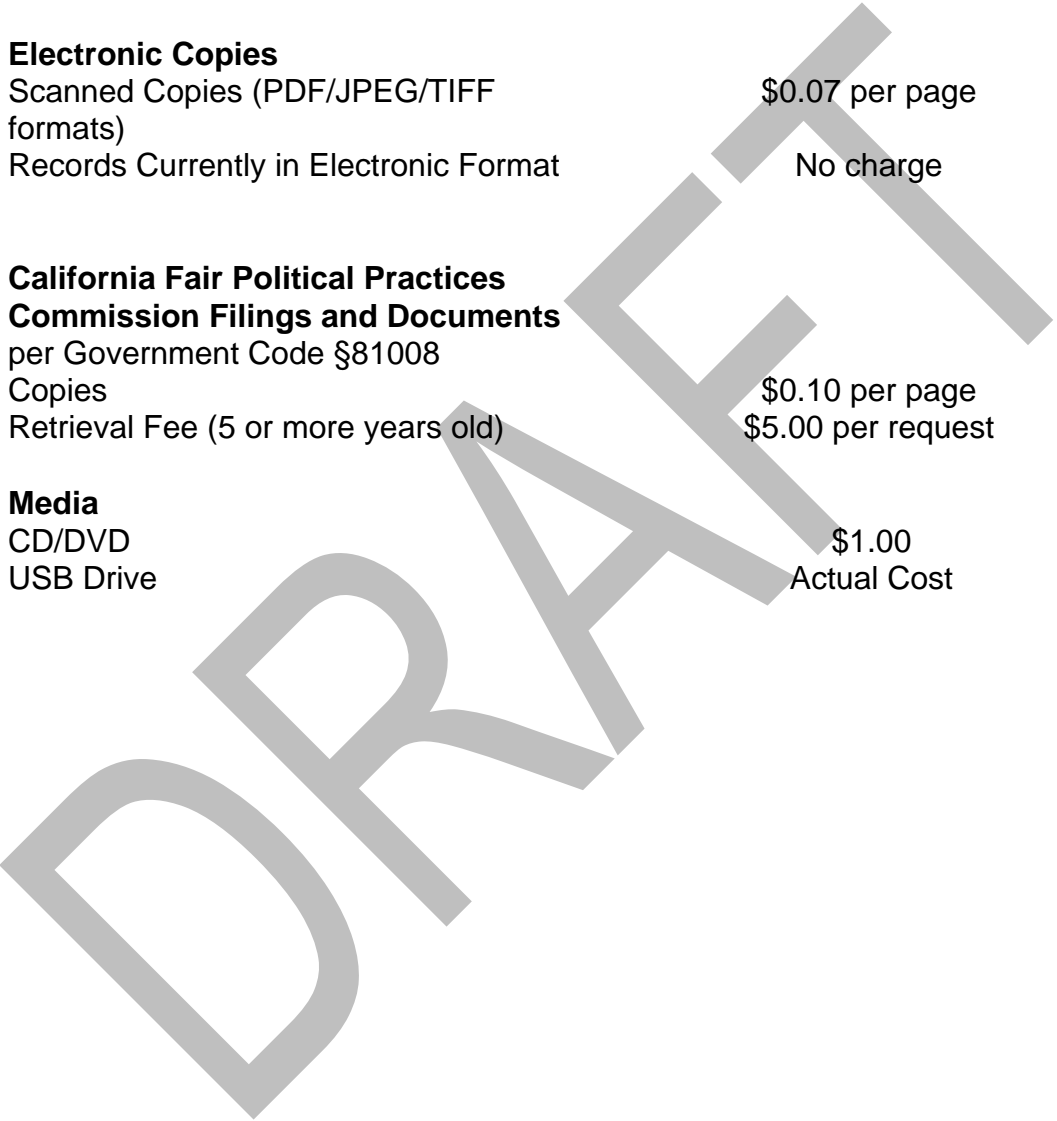 Electronic Copies
Scanned Copies (PDF/JPEG/TIFF $0.07 per page
formats)
Records Currently in Electronic Format No charge
California Fair Political Practices
Commission Filings and Documents
per Government Code §81008
Copies $0.10 per page
Retrieval Fee (5 or more years old) $5.00 per request
Media
CD/DVD $1.00
USB Drive Actual Cost
DRAFT